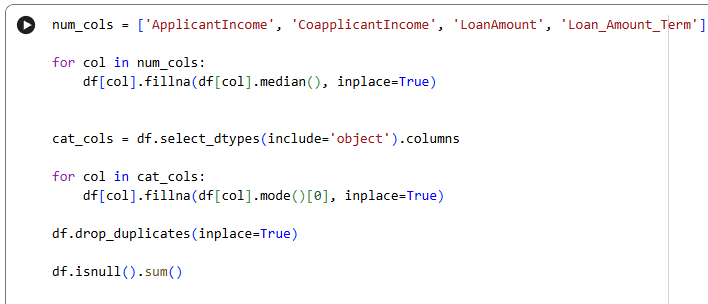 num_cols = ['ApplicantIncome', 'CoapplicantIncome', 'LoanAmount', 'Loan_Amount_Term']
for col in num_cols:
    df[col].fillna(df[col].median(), inplace=True)
cat_cols = df.select_dtypes(include='object').columns
for col in cat_cols:
    df[col].fillna(df[col].mode()[0], inplace=True)
df.drop_duplicates(inplace=True)
df.isnull().sum()